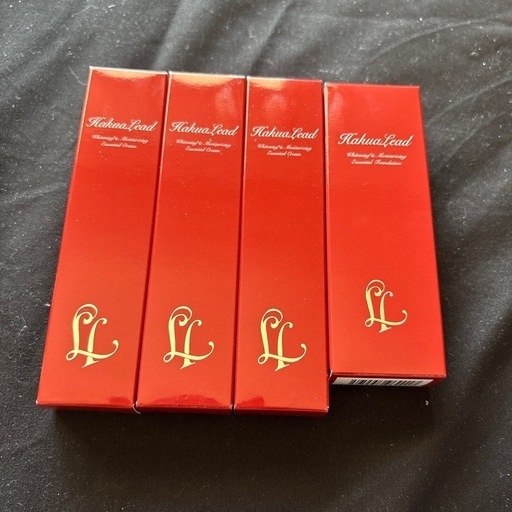 HakuaLead
Whitening & Moisturizing
Essential Cream
HakuaLead
Whitening & Moisturizing
Essential Cream
HakuaLead
Whitening & Moisturizing
Essential Cream
HakuaLead
Whitening & Moisturizing
Essential Foundation